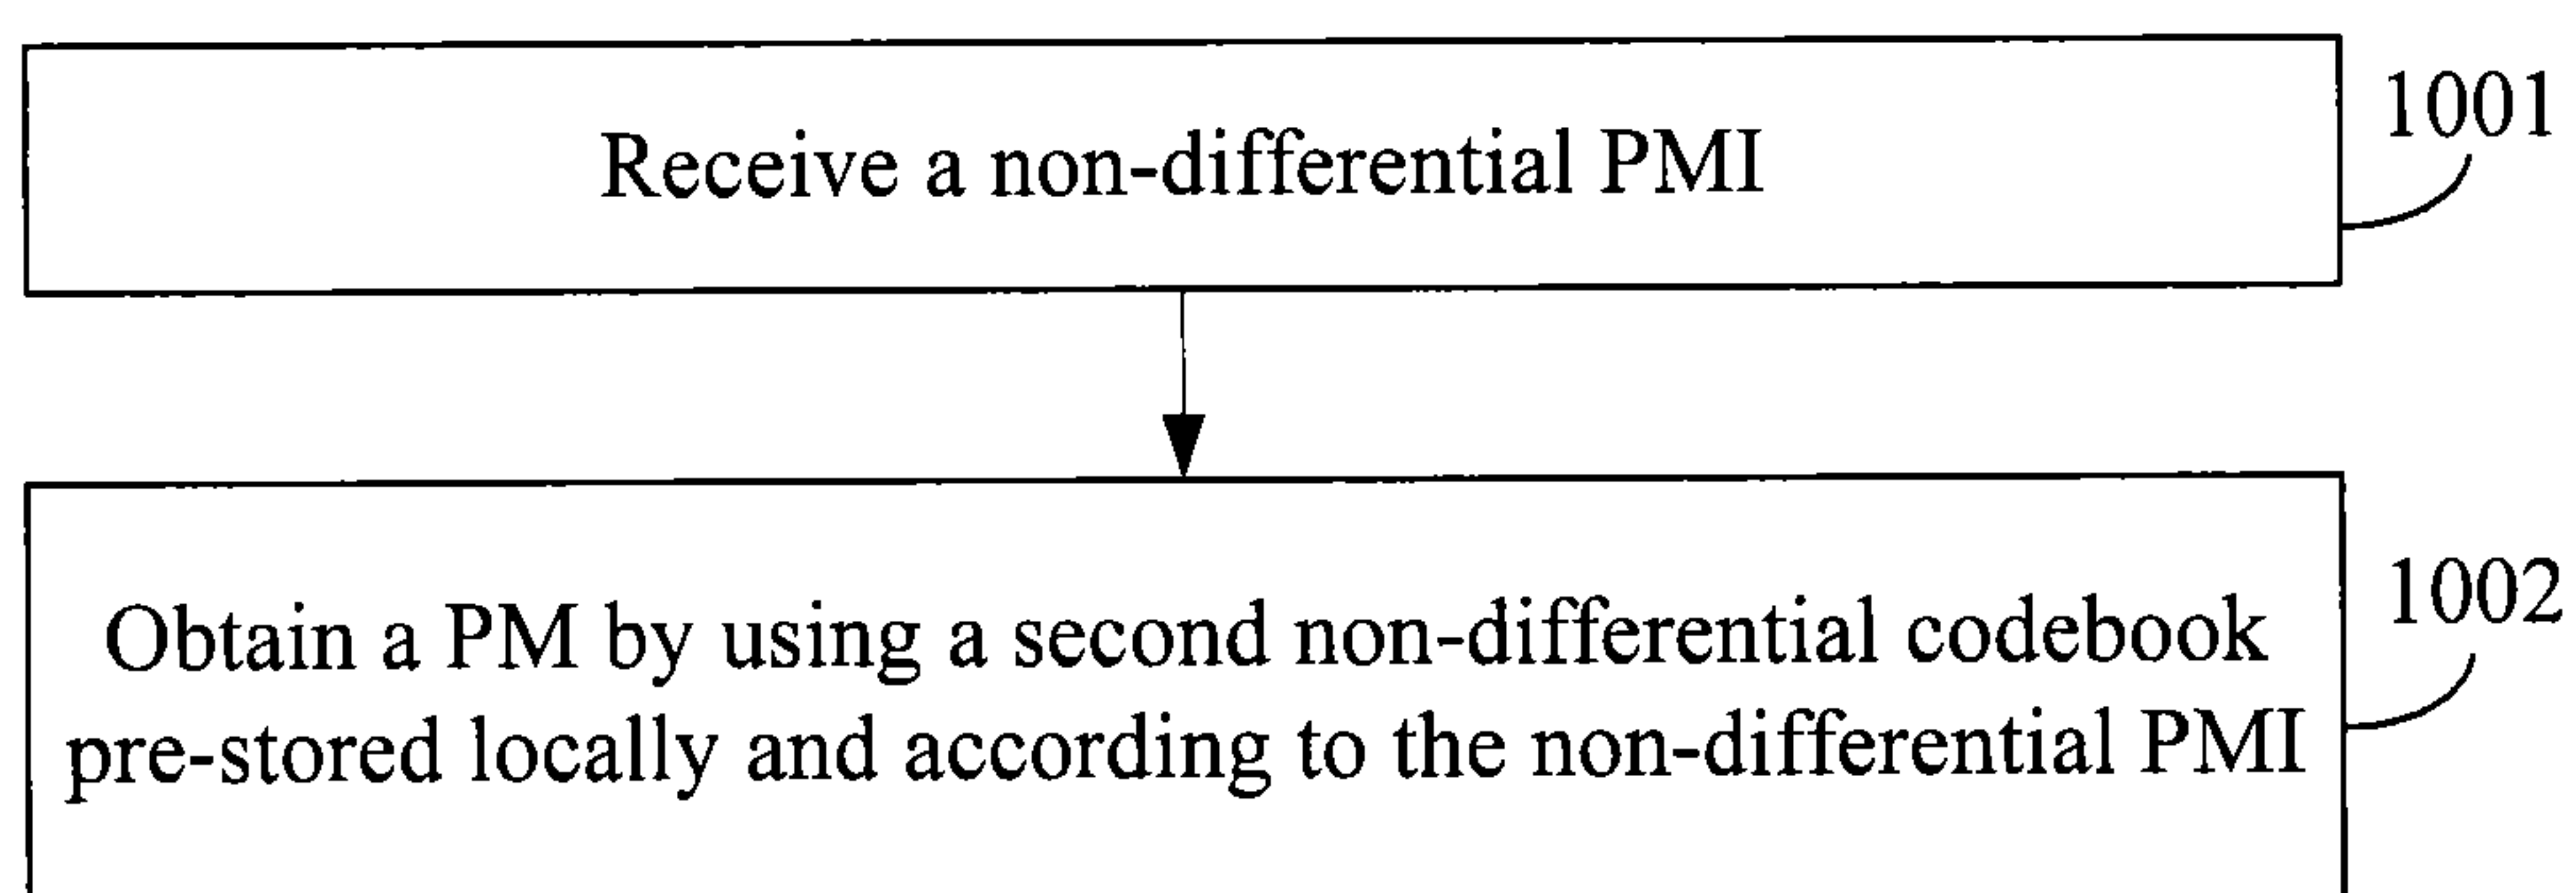 Receive a non-differential PMI
1001
Obtain a PM by using a second non-differential codebook
pre-stored locally and according to the non-differential PMI
1002